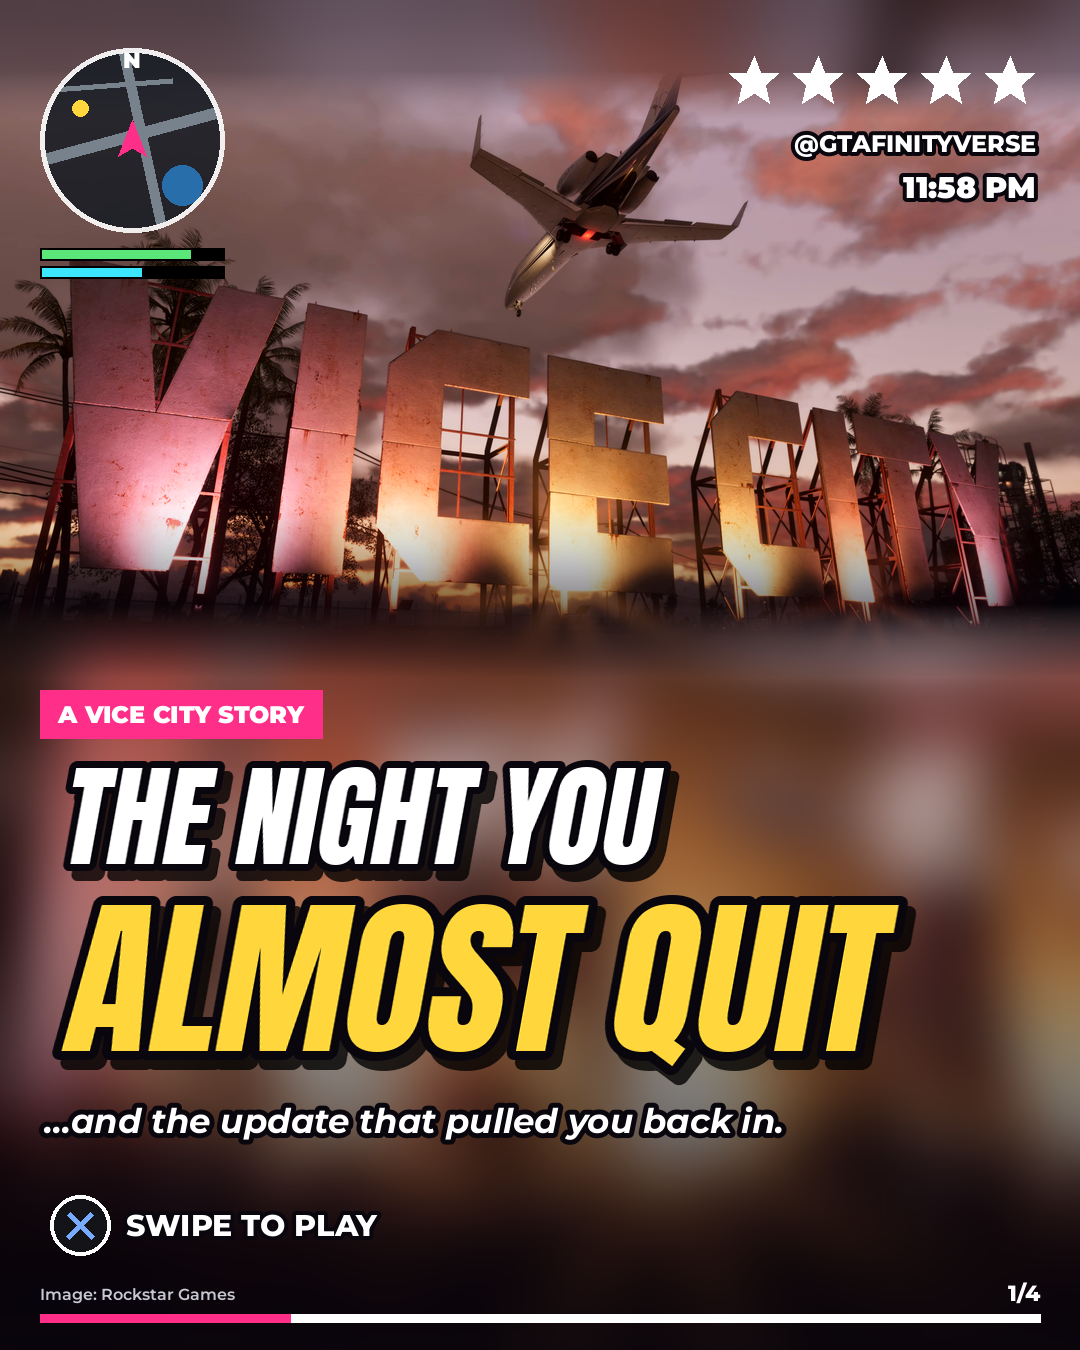 N
@GTAFINITYVERSE
11:58 PM
VICE CITY
A VICE CITY STORY
THE NIGHT YOU
ALMOST QUIT
...and the update that pulled you back in.
SWIPE TO PLAY
Image: Rockstar Games
1/4